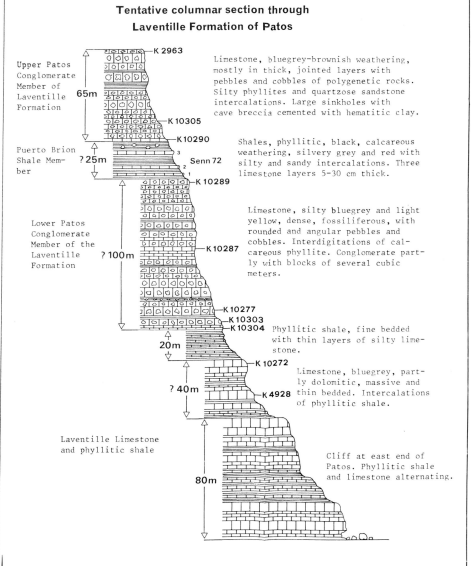 Tentative columnar section through
Laventille Formation of Patos
K 2963
Upper Patos
Conglomerate
Member of
Laventille
Formation
65m
Limestone, bluegrey-brownish weathering,
mostly in thick, jointed layers with
pebbles and cobbles of polygenetic rocks.
Silty phyllites and quartzose sandstone
intercalations. Large sinkholes with
cave breccia cemented with hematitic clay.
K 10305
K 10290
Puerto Brion
Shale Mem-
ber
? 25m
3
2
1
Senn 72
Shales, phyllitic, black, calcareous
weathering, silvery grey and red with
silty and sandy intercalations. Three
limestone layers 5-30 cm thick.
K 10289
Lower Patos
Conglomerate
Member of the
Laventille
Formation
? 100m
Limestone, silty bluegrey and light
yellow, dense, fossiliferous, with
rounded and angular pebbles and
cobbles. Interdigitations of cal-
careous phyllite. Conglomerate part-
ly with blocks of several cubic
meters.
K 10287
K 10277
K 10303
K 10304
20m
Phyllitic shale, fine bedded
with thin layers of silty lime-
stone.
K 10272
? 40m
Limestone, bluegrey, part-
ly dolomitic, massive and
thin bedded. Intercalations
of phyllitic shale.
K 4928
Laventille Limestone
and phyllitic shale
80m
Cliff at east end of
Patos. Phyllitic shale
and limestone alternating.